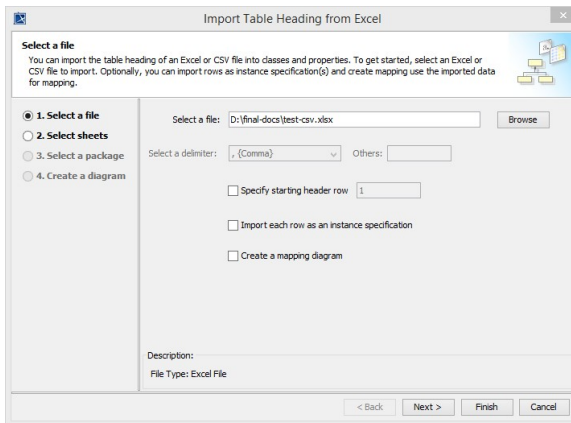 Import Table Heading from Excel
Select a file
You can import the table heading of an Excel or CSV file into classes and properties. To get started, select an Excel or
CSV file to import. Optionally, you can import rows as instance specification(s) and create mapping use the imported data
for mapping.
1. Select a file
2. Select sheets
3. Select a package
4. Create a diagram
Select a file: D:\final-docs\test-csv.xlsx Browse
Select a delimiter: , {Comma} Others:
Specify starting header row 1
Import each row as an instance specification
Create a mapping diagram
Description:
File Type: Excel File
< Back Next > Finish Cancel